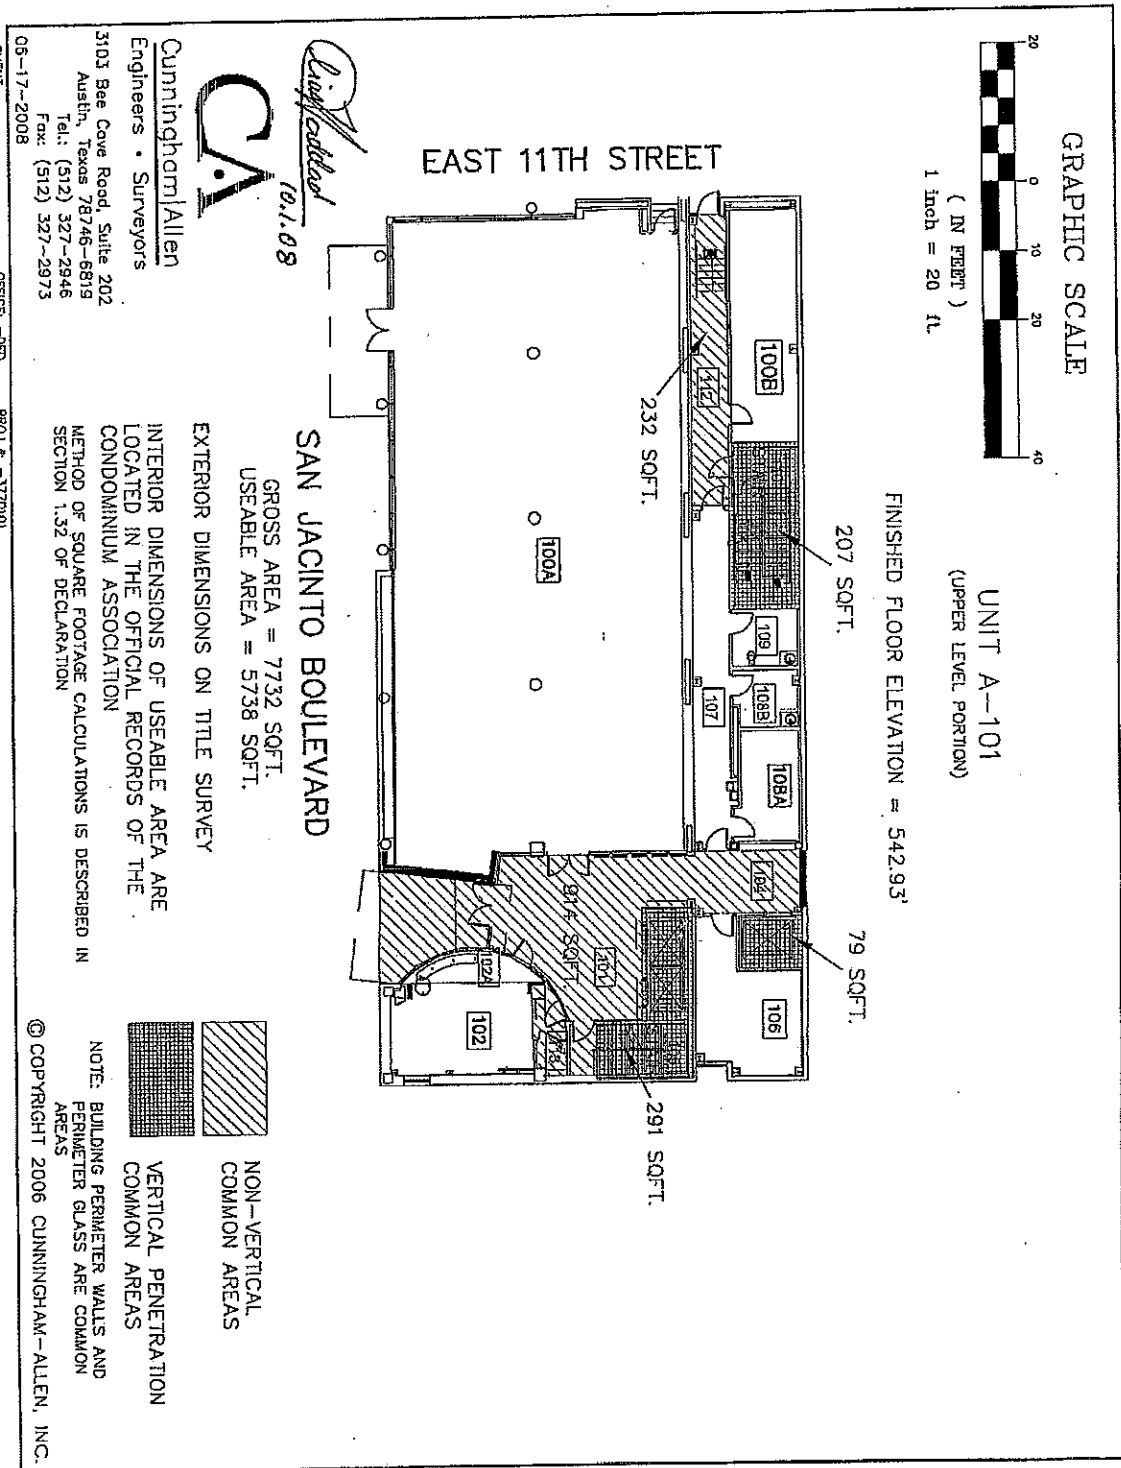 GRAPHIC SCALE
20
0
10
20
40
( IN FEET )
1 inch = 20 ft.
UNIT A-101
(UPPER LEVEL PORTION)
FINISHED FLOOR ELEVATION = 542.93'
207 SQFT.
79 SQFT.
EAST 11TH STREET
100B
112
109
108B
108A
107
104
106
232 SQFT.
100A
914 SQFT
101
102A
102
291 SQFT.
SAN JACINTO BOULEVARD
GROSS AREA = 7732 SQFT.
USEABLE AREA = 5738 SQFT.
EXTERIOR DIMENSIONS ON TITLE SURVEY
INTERIOR DIMENSIONS OF USEABLE AREA ARE
LOCATED IN THE OFFICIAL RECORDS OF THE
CONDOMINIUM ASSOCIATION
METHOD OF SQUARE FOOTAGE CALCULATIONS IS DESCRIBED IN
SECTION 1.32 OF DECLARATION
NON-VERTICAL
COMMON AREAS
VERTICAL PENETRATION
COMMON AREAS
NOTE: BUILDING PERIMETER WALLS AND
PERIMETER GLASS ARE COMMON
AREAS
© COPYRIGHT 2006 CUNNINGHAM-ALLEN, INC.
10.1.08
CA
Cunningham|Allen
Engineers • Surveyors
3103 Bee Cave Road, Suite 202
Austin, Texas 78746-6819
Tel.: (512) 327-2946
Fax: (512) 327-2973
06-17-2008